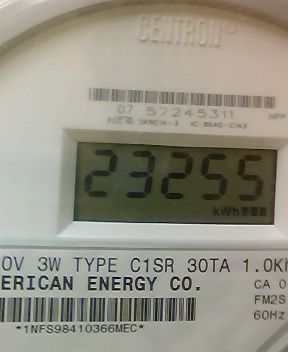 CENTRON®
07 57245311
23255
kWh
0V 3W TYPE C1SR 30TA 1.0Kh
ERICAN ENERGY CO.
CA 0
FM2S
60Hz
*1NFS98410366MEC*